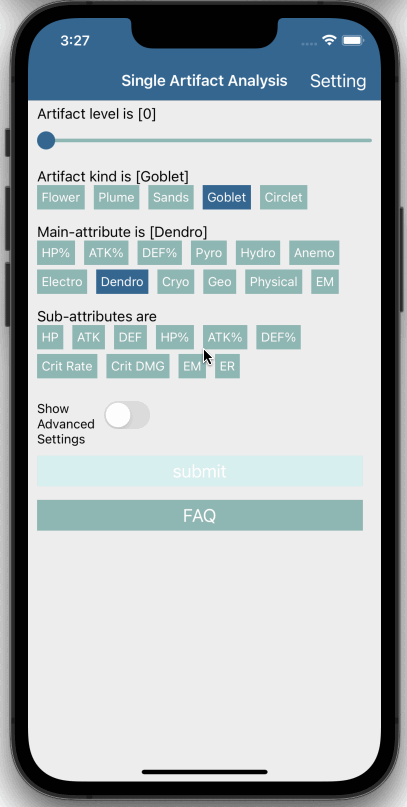 3:27
Single Artifact Analysis Setting
Artifact level is [0]
Artifact kind is [Goblet]
Flower Plume Sands Goblet Circlet
Main-attribute is [Dendro]
HP% ATK% DEF% Pyro Hydro Anemo
Electro Dendro Cryo Geo Physical EM
Sub-attributes are
HP ATK DEF HP% ATK% DEF%
Crit Rate Crit DMG EM ER
Show
Advanced
Settings
submit
FAQ